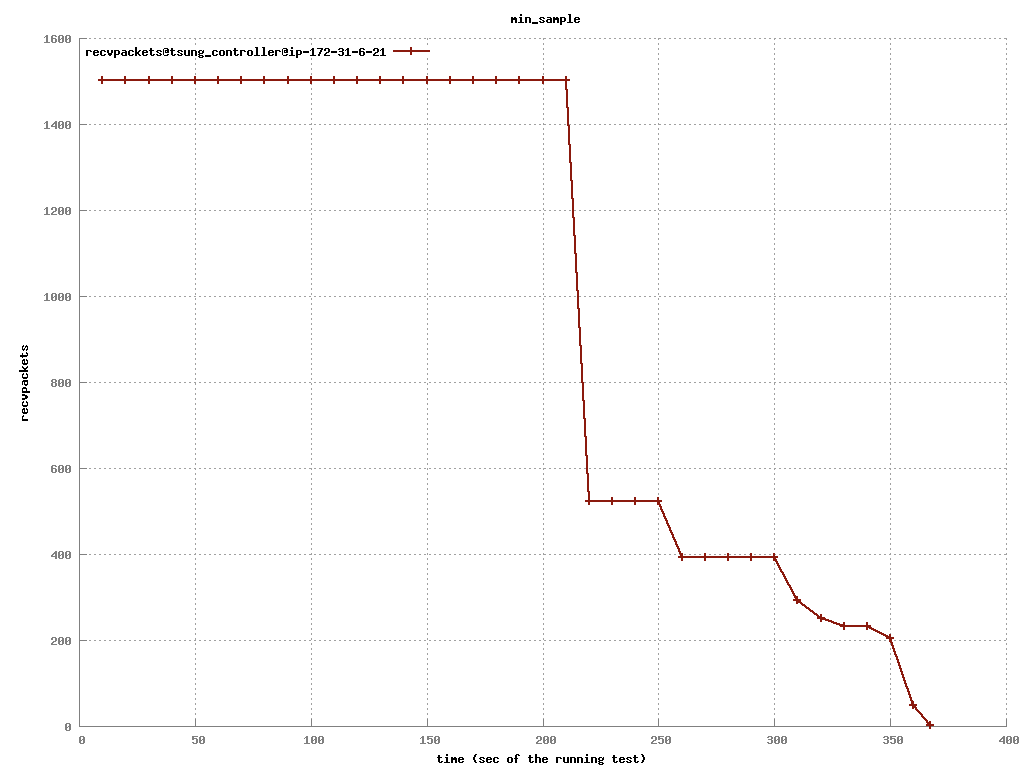 min_sample
recvpackets@tsung_controller@ip-172-31-6-21
1600
1400
1200
1000
800
600
400
200
0
recvpackets
0 50 100 150 200 250 300 350 400
time (sec of the running test)